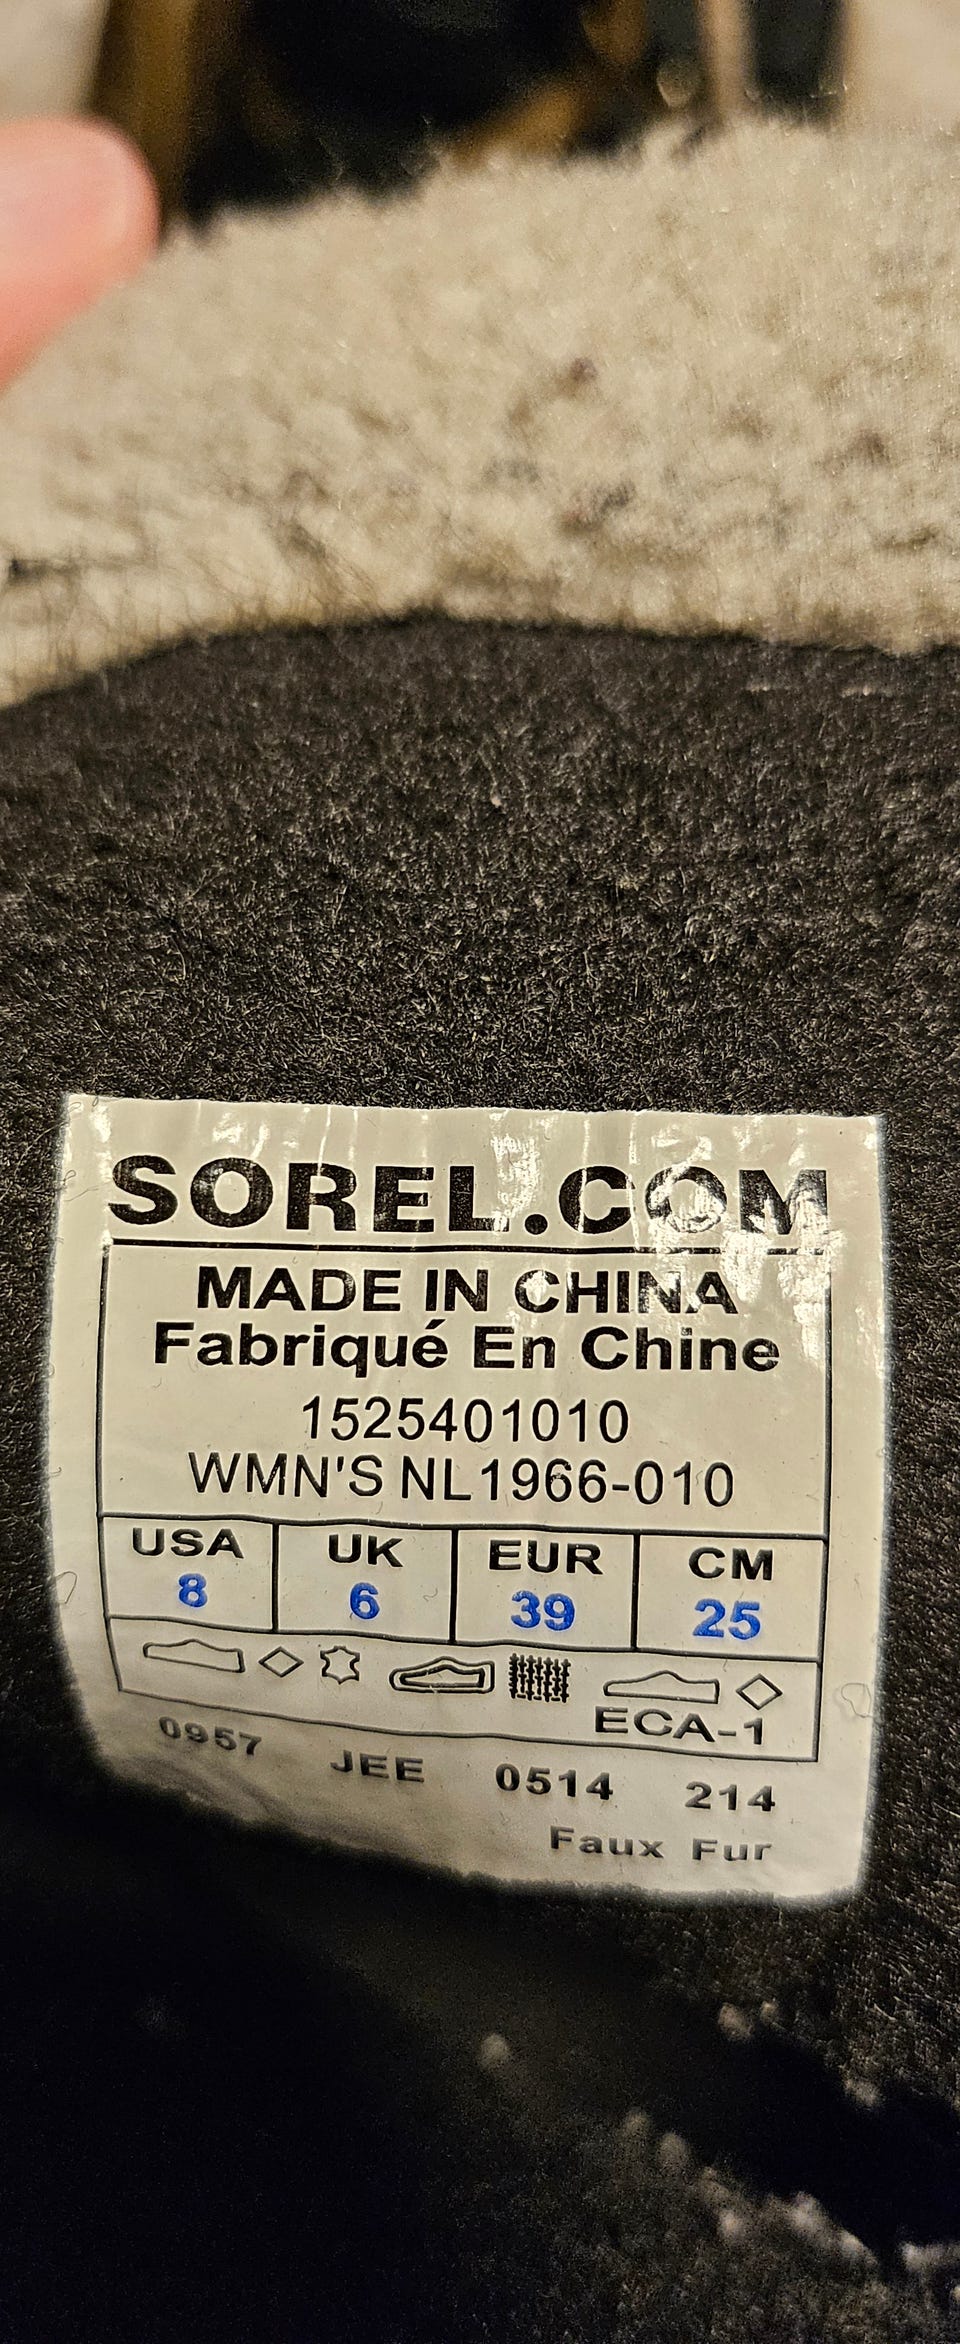 SOREL.COM
MADE IN CHINA
Fabriqué En Chine
1525401010
WMN'S NL1966-010
USA UK EUR CM
8 6 39 25
ECA-1
0957 JEE 0514 214
Faux Fur